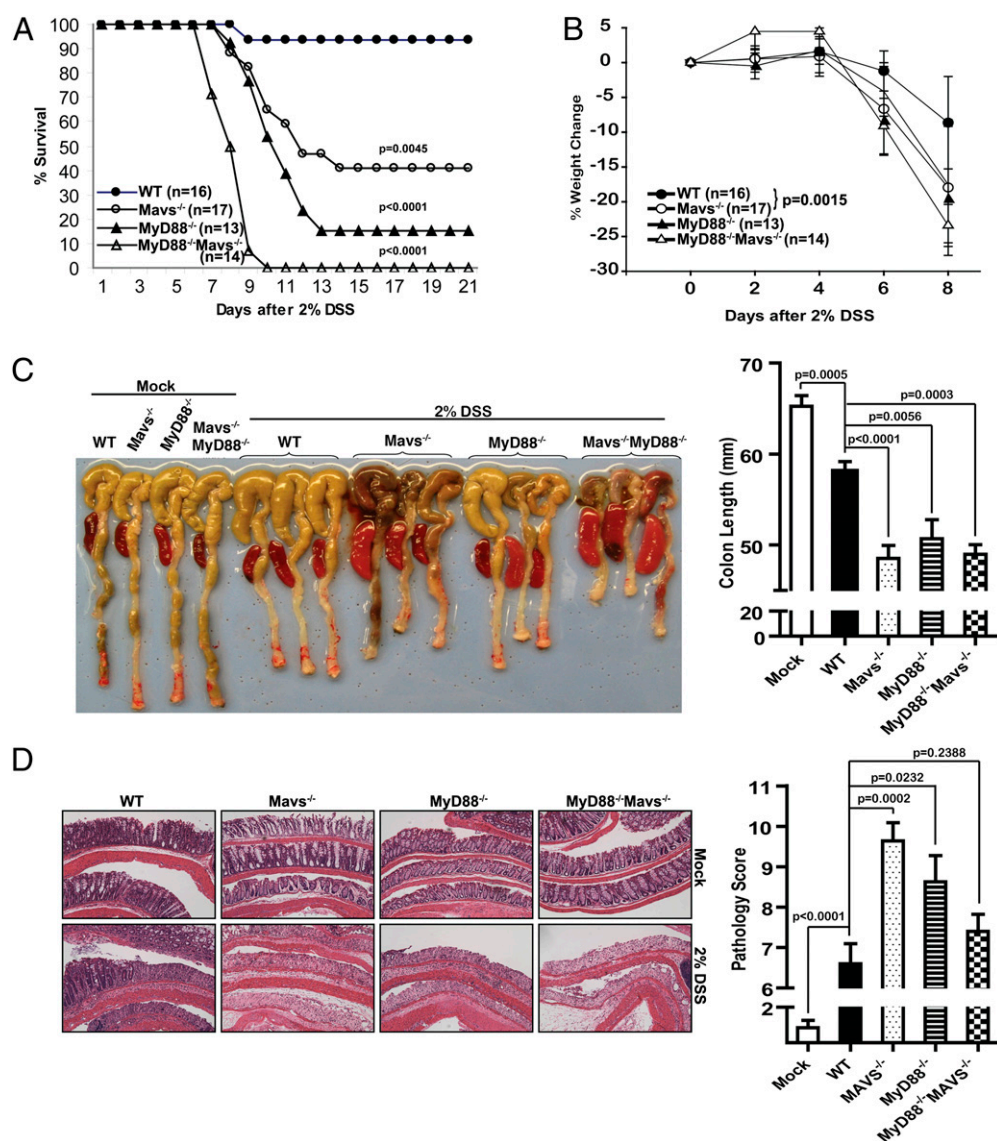 A
100
90
80
70
60
50
40
30
20
10
0
% Survival
p=0.0045
p<0.0001
p<0.0001
WT (n=16)
Mavs-/- (n=17)
MyD88-/- (n=13)
MyD88-/-Mavs-/-
(n=14)
1 3 5 7 9 11 13 15 17 19 21
Days after 2% DSS
B
5
0
-5
-10
-15
-20
-25
-30
% Weight Change
WT (n=16)
Mavs-/- (n=17)
} p=0.0015
MyD88-/- (n=13)
MyD88-/-Mavs-/- (n=14)
0 2 4 6 8
Days after 2% DSS
C
Mock
WT
Mavs-/-
MyD88-/-
Mavs-/-
MyD88-/-
2% DSS
WT
Mavs-/-
MyD88-/-
Mavs-/-MyD88-/-
70
60
50
20
0
Colon Length (mm)
p=0.0005
p=0.0003
p=0.0056
p<0.0001
Mock
WT
Mavs-/-
MyD88-/-
MyD88-/-Mavs-/-
D
WT
Mavs-/-
MyD88-/-
MyD88-/-Mavs-/-
Mock
2% DSS
11
10
9
8
7
6
2
Pathology Score
p=0.2388
p=0.0232
p=0.0002
p<0.0001
Mock
WT
MAVS-/-
MyD88-/-
MyD88-/-MAVS-/-